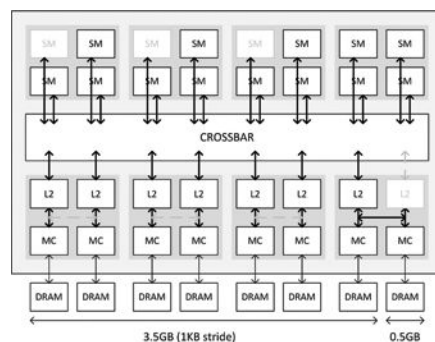 SM SM SM SM SM SM SM SM
SM SM SM SM SM SM SM SM
CROSSBAR
L2 L2 L2 L2 L2 L2 L2 L2
MC MC MC MC MC MC MC MC
DRAM DRAM DRAM DRAM DRAM DRAM DRAM DRAM
3.5GB (1KB stride) 0.5GB